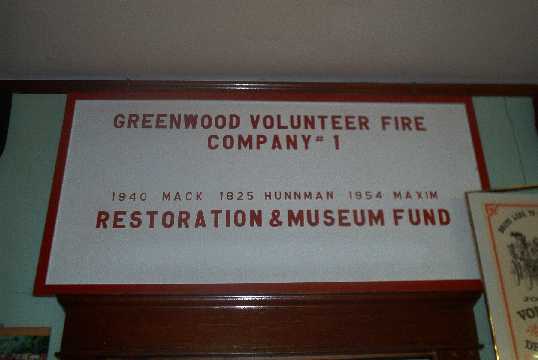 GREENWOOD VOLUNTEER FIRE
COMPANY # 1
1940 MACK 1825 HUNNMAN 1954 MAXIM
RESTORATION & MUSEUM FUND